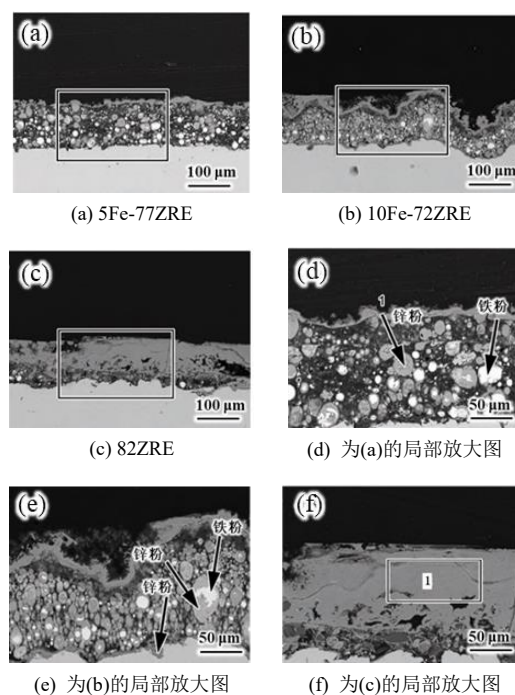 (a)
100 μm
(b)
100 μm
(a) 5Fe-77ZRE
(b) 10Fe-72ZRE
(c)
100 μm
(d)
1
锌粉
铁粉
50 μm
(c) 82ZRE
(d) 为(a)的局部放大图
(e)
铁粉
锌粉
锌粉
50 μm
(f)
1
50 μm
(e) 为(b)的局部放大图
(f) 为(c)的局部放大图